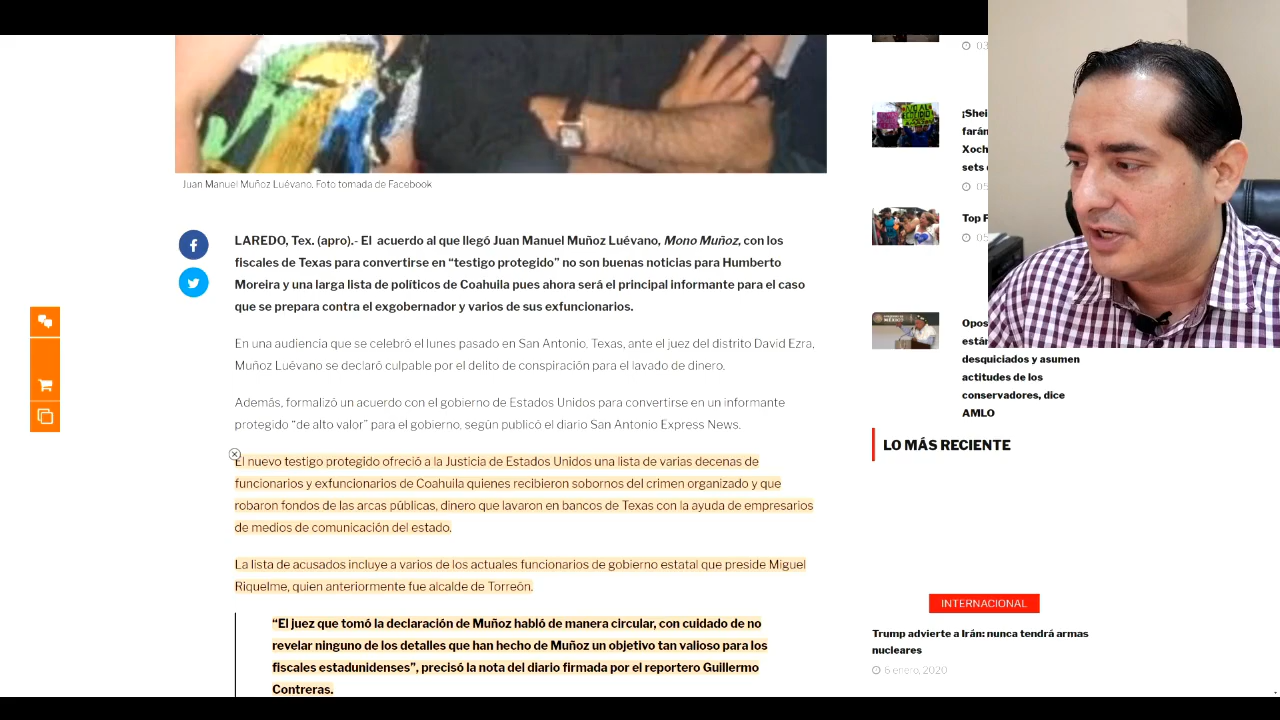 Juan Manuel Muñoz Luévano. Foto tomada de Facebook
LAREDO, Tex. (apro).- El acuerdo al que llegó Juan Manuel Muñoz Luévano, Mono Muñoz, con los
fiscales de Texas para convertirse en “testigo protegido” no son buenas noticias para Humberto
Moreira y una larga lista de políticos de Coahuila pues ahora será el principal informante para el caso
que se prepara contra el exgobernador y varios de sus exfuncionarios.
En una audiencia que se celebró el lunes pasado en San Antonio, Texas, ante el juez del distrito David Ezra,
Muñoz Luévano se declaró culpable por el delito de conspiración para el lavado de dinero.
Además, formalizó un acuerdo con el gobierno de Estados Unidos para convertirse en un informante
protegido “de alto valor” para el gobierno, según publicó el diario San Antonio Express News.
El nuevo testigo protegido ofreció a la Justicia de Estados Unidos una lista de varias decenas de
funcionarios y exfuncionarios de Coahuila quienes recibieron sobornos del crimen organizado y que
robaron fondos de las arcas públicas, dinero que lavaron en bancos de Texas con la ayuda de empresarios
de medios de comunicación del estado.
La lista de acusados incluye a varios de los actuales funcionarios de gobierno estatal que preside Miguel
Riquelme, quien anteriormente fue alcalde de Torreón.
“El juez que tomó la declaración de Muñoz habló de manera circular, con cuidado de no
revelar ninguno de los detalles que han hecho de Muñoz un objetivo tan valioso para los
fiscales estadunidenses”, precisó la nota del diario firmada por el reportero Guillermo
Contreras.
03
¡Shei
farán
Xoch
sets
05
Top F
05
Opos
están
desquiciados y asumen
actitudes de los
conservadores, dice
AMLO
LO MÁS RECIENTE
INTERNACIONAL
Trump advierte a Irán: nunca tendrá armas
nucleares
6 enero, 2020